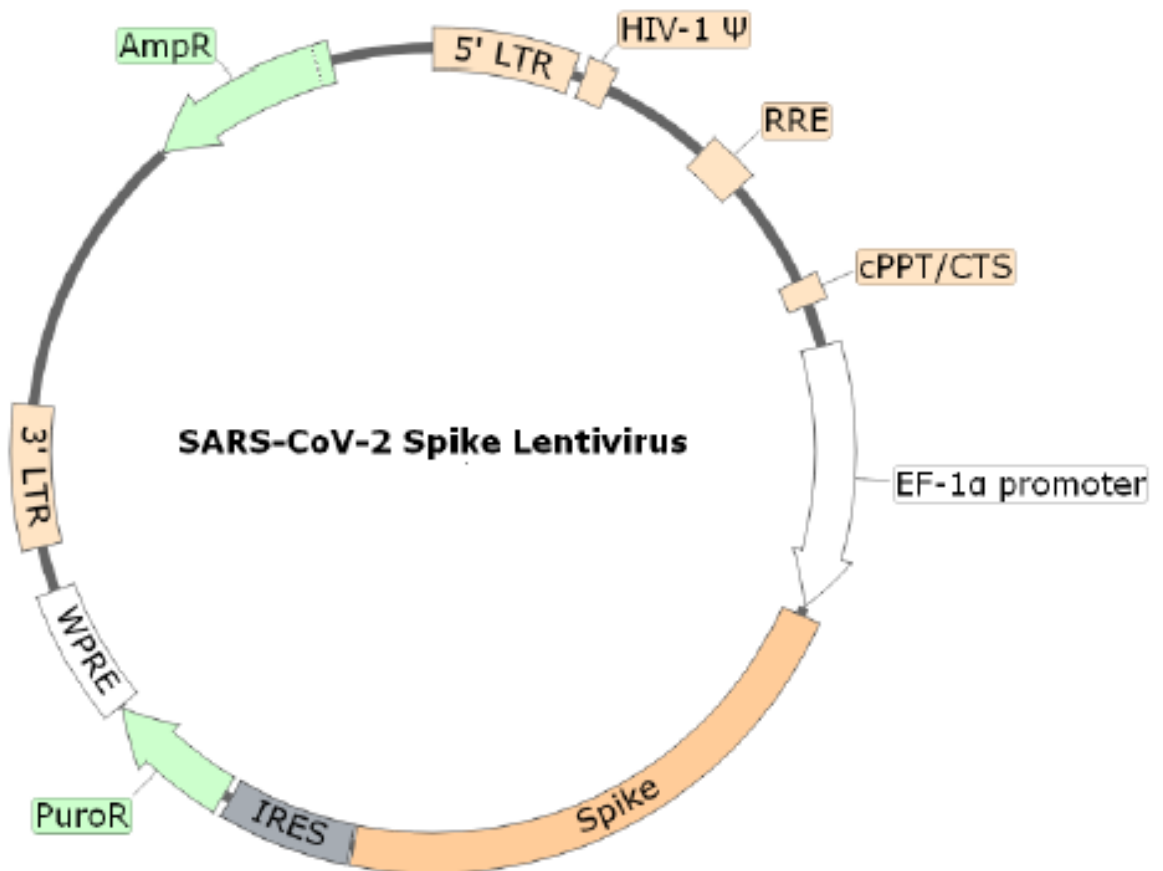 AmpR
5' LTR
HIV-1 Ψ
RRE
cPPT/CTS
EF-1α promoter
SARS-CoV-2 Spike Lentivirus
3' LTR
WPRE
PuroR
IRES
Spike